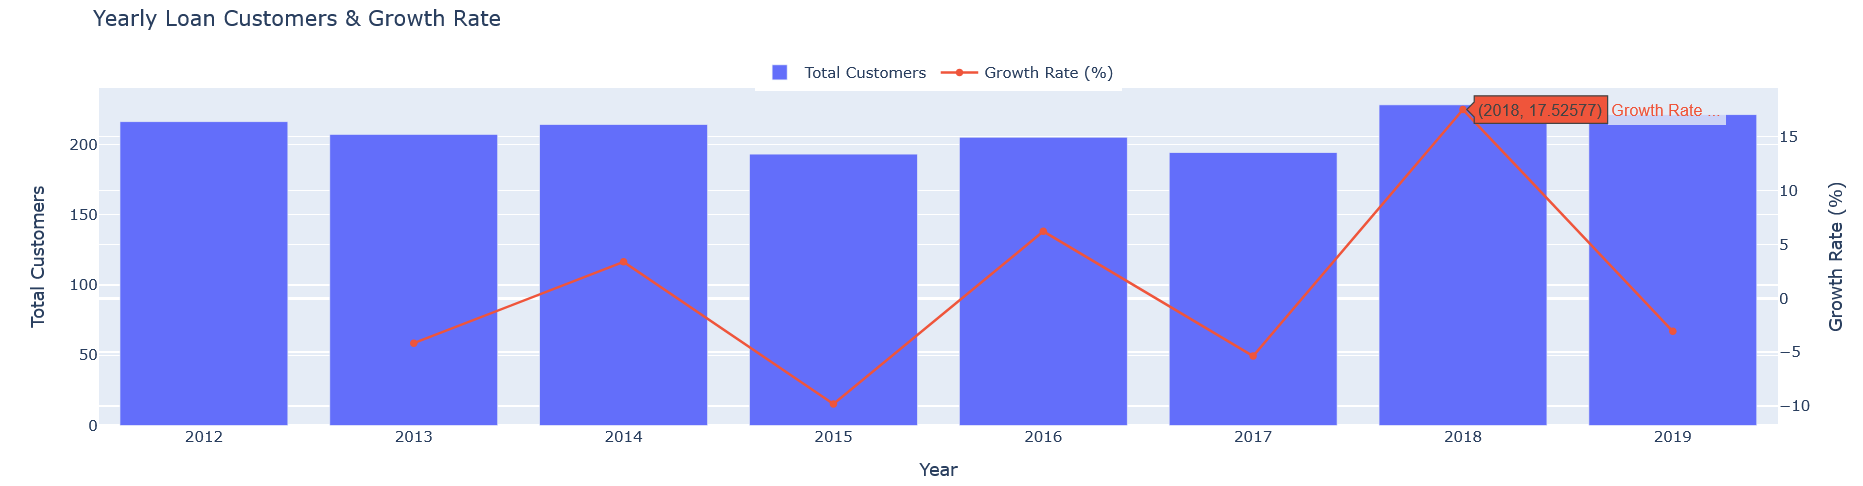 Yearly Loan Customers & Growth Rate
Total Customers
Growth Rate (%)
(2018, 17.52577)
Growth Rate ...
200
150
100
50
0
Total Customers
15
10
5
0
−5
−10
Growth Rate (%)
2012
2013
2014
2015
2016
2017
2018
2019
Year